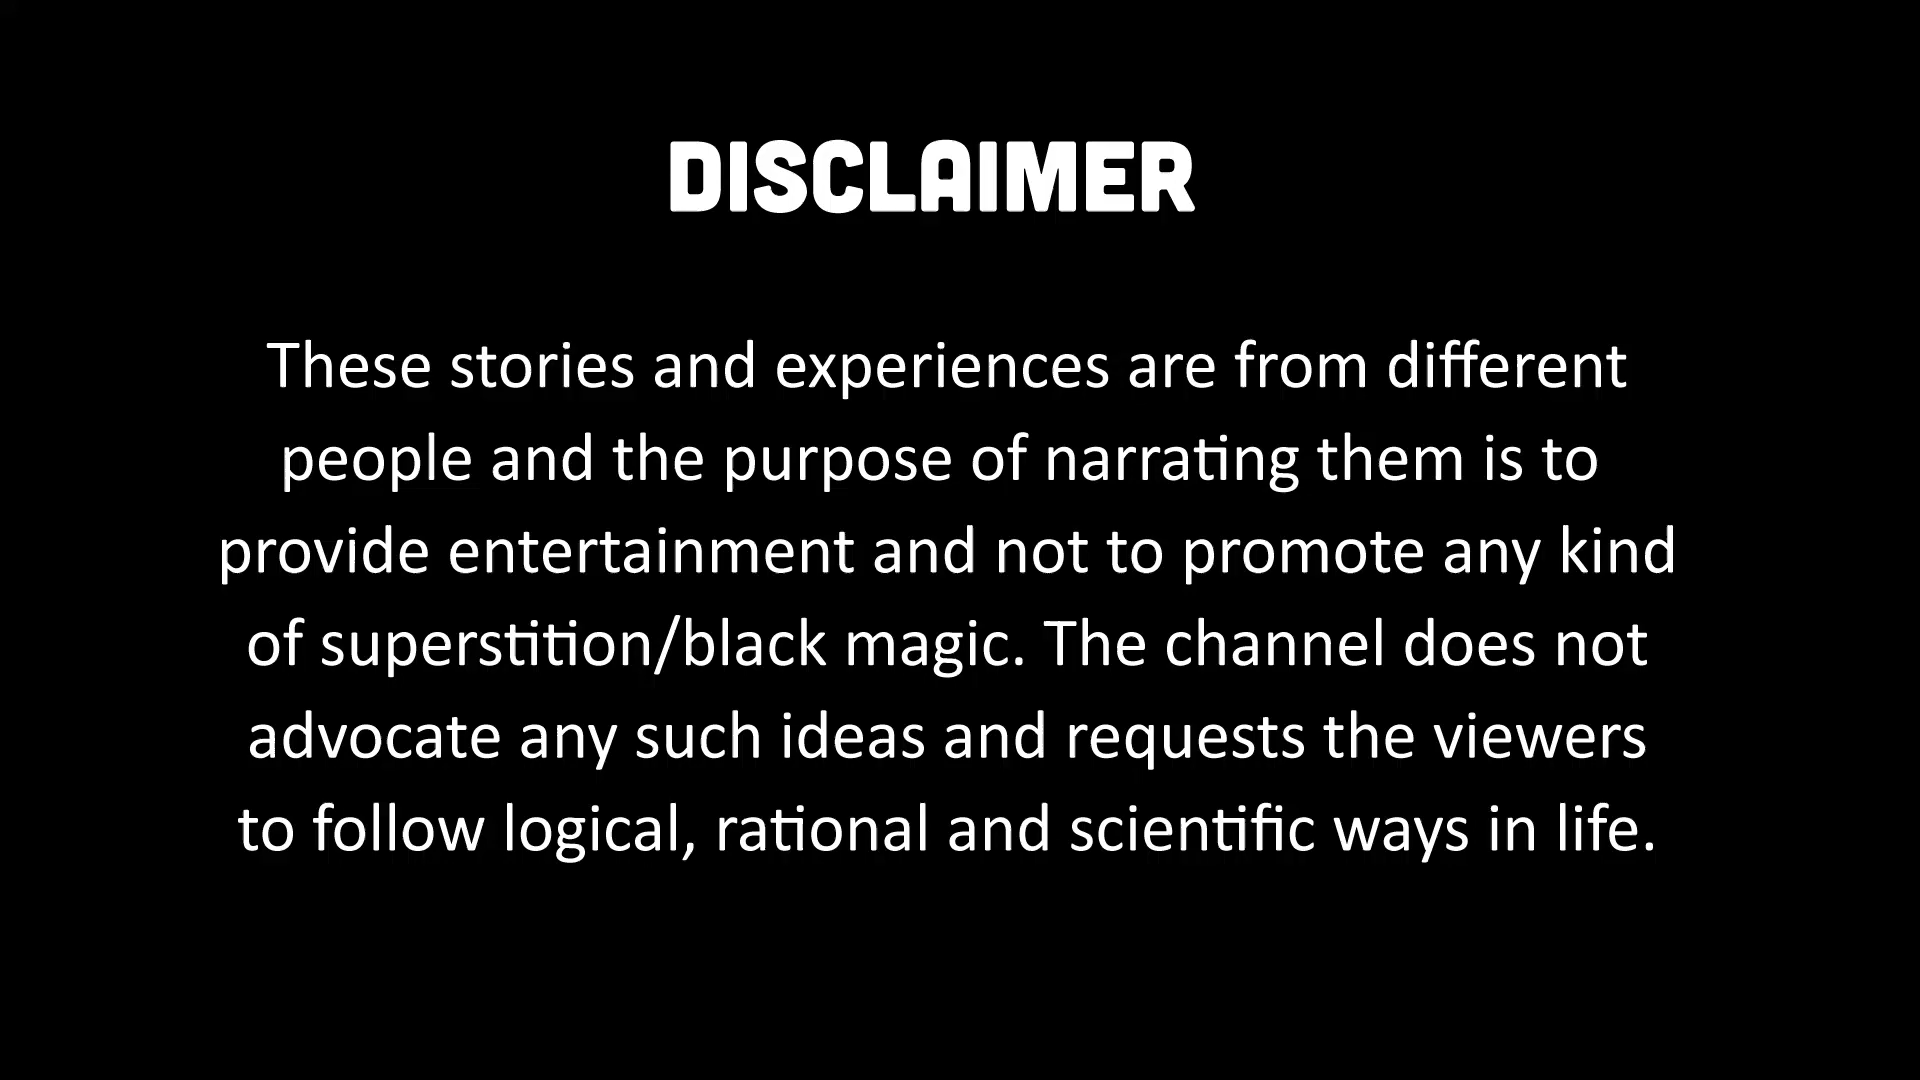 DISCLAIMER
These stories and experiences are from different
people and the purpose of narrating them is to
provide entertainment and not to promote any kind
of superstition/black magic. The channel does not
advocate any such ideas and requests the viewers
to follow logical, rational and scientific ways in life.